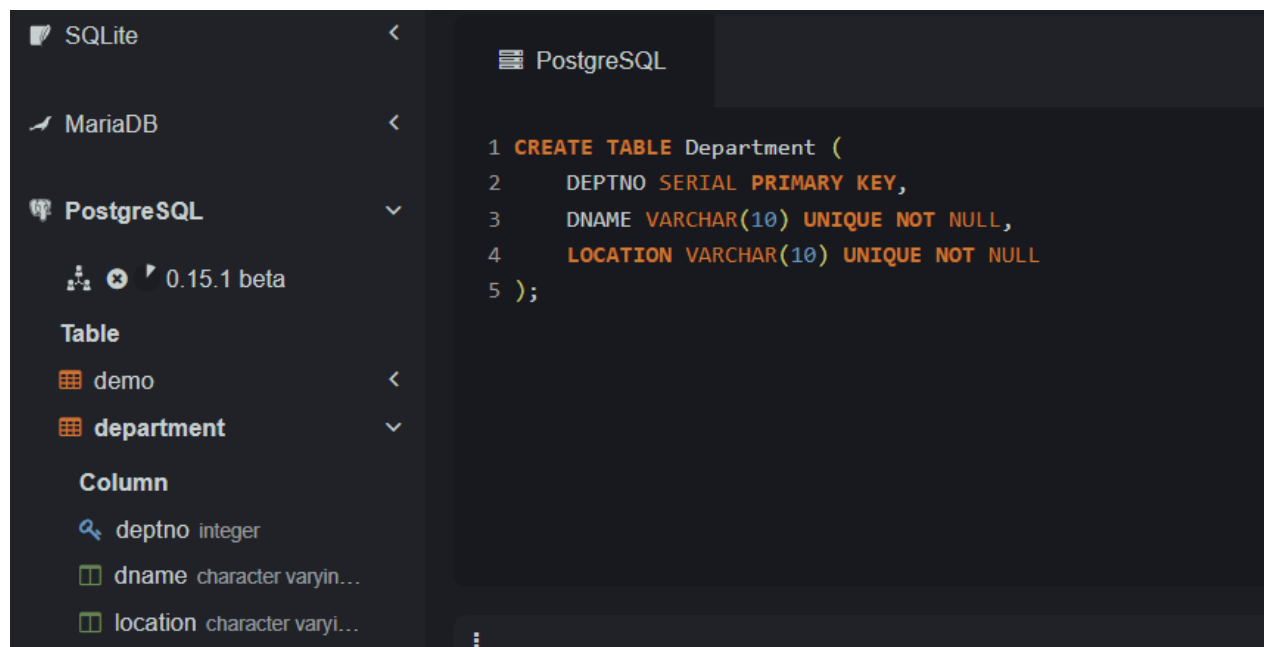 SQLite
MariaDB
PostgreSQL
0.15.1 beta
Table
demo
department
Column
deptno integer
dname character varyin...
location character varyi...
PostgreSQL
1 CREATE TABLE Department (
2 DEPTNO SERIAL PRIMARY KEY,
3 DNAME VARCHAR(10) UNIQUE NOT NULL,
4 LOCATION VARCHAR(10) UNIQUE NOT NULL
5 );